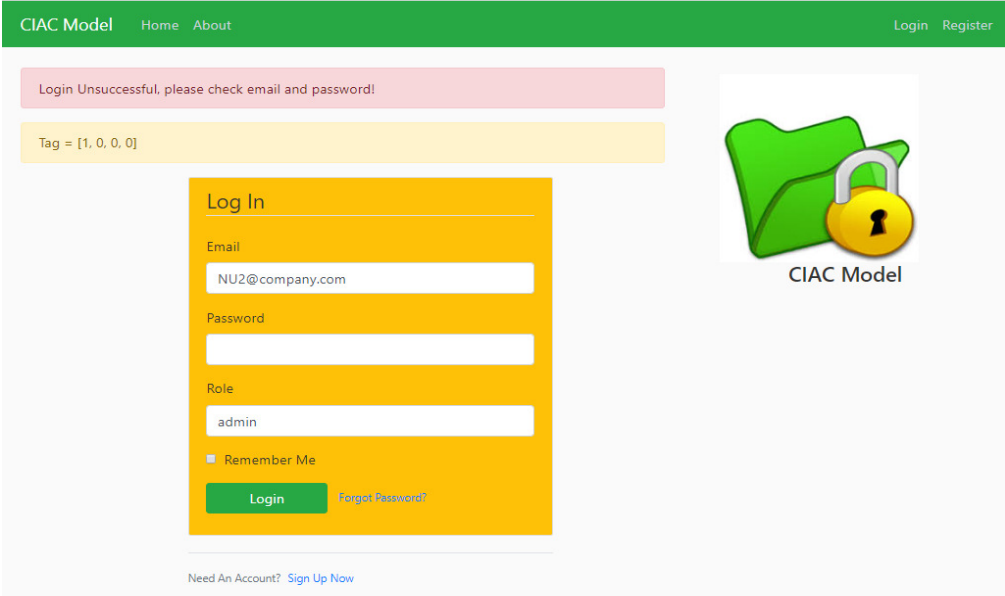 CIAC Model Home About Login Register
Login Unsuccessful, please check email and password!
Tag = [1, 0, 0, 0]
Log In
Email
NU2@company.com
Password
Role
admin
Remember Me
Login Forgot Password?
Need An Account? Sign Up Now
CIAC Model